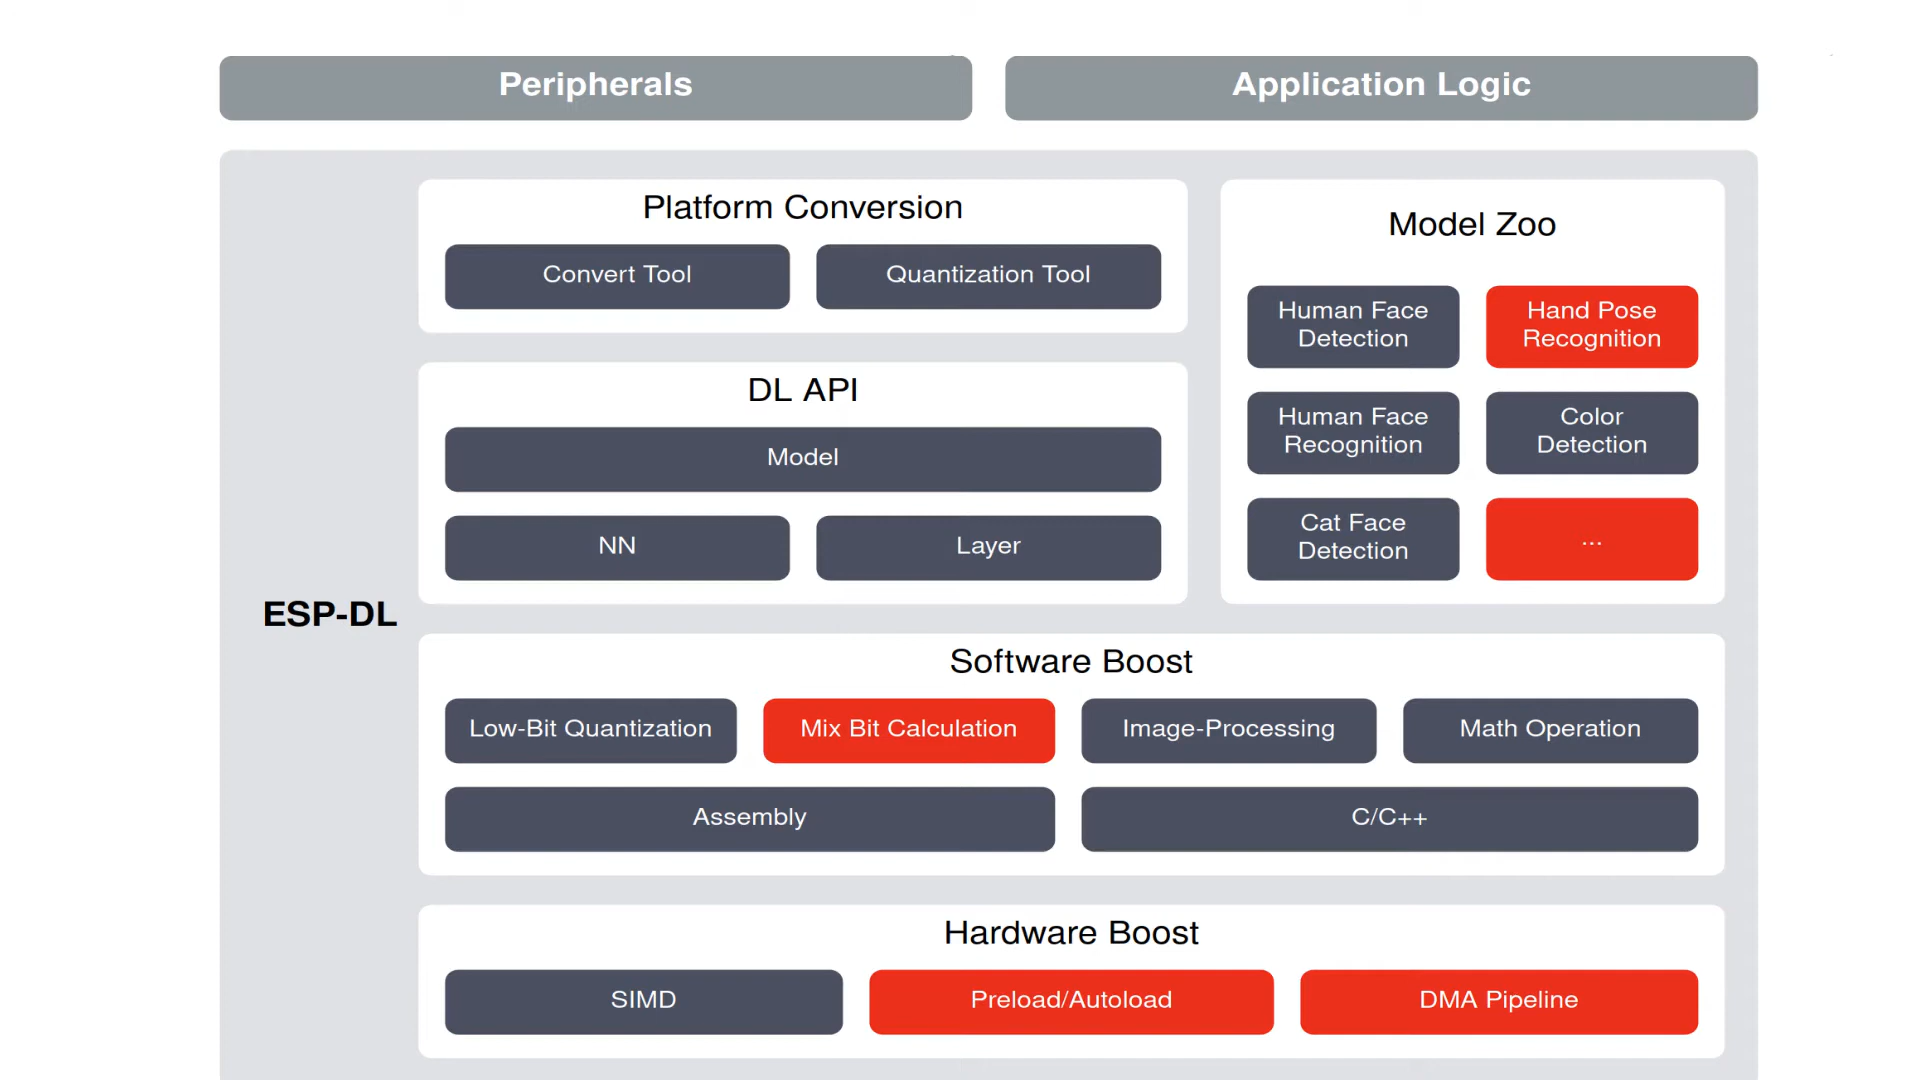 Peripherals
Application Logic
ESP-DL
Platform Conversion
Convert Tool
Quantization Tool
DL API
Model
NN
Layer
Model Zoo
Human Face
Detection
Hand Pose
Recognition
Human Face
Recognition
Color
Detection
Cat Face
Detection
...
Software Boost
Low-Bit Quantization
Mix Bit Calculation
Image-Processing
Math Operation
Assembly
C/C++
Hardware Boost
SIMD
Preload/Autoload
DMA Pipeline